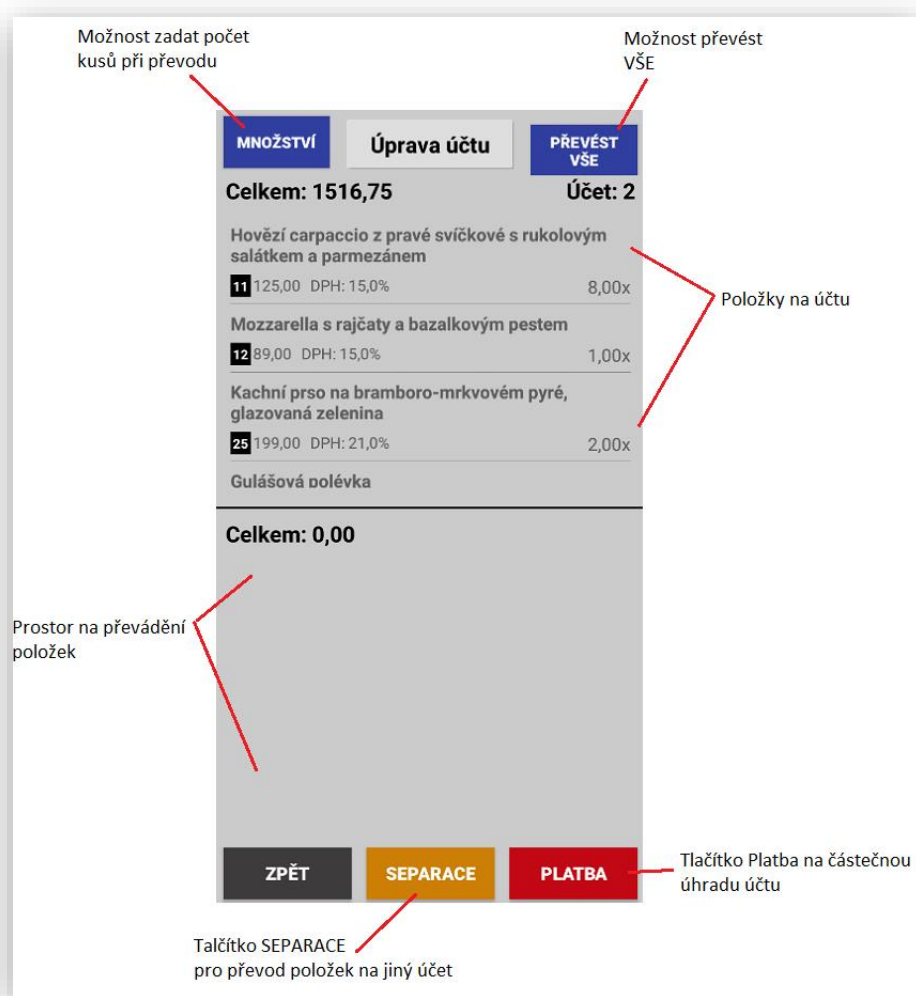 Možnost zadat počet
kusů při převodu
Možnost převést
VŠE
MNOŽSTVÍ
Úprava účtu
PŘEVÉST
VŠE
Celkem: 1516,75
Účet: 2
Hovězí carpaccio z pravé svíčkové s rukolovým
salátkem a parmezánem
11 125,00 DPH: 15,0%
8,00x
Mozzarella s rajčaty a bazalkovým pestem
12 89,00 DPH: 15,0%
1,00x
Kachní prso na bramboro-mrkvovém pyré,
glazovaná zelenina
25 199,00 DPH: 21,0%
2,00x
Gulášová polévka
Položky na účtu
Celkem: 0,00
Prostor na převádění
položek
ZPĚT
SEPARACE
PLATBA
Tlačítko Platba na částečnou
úhradu účtu
Talčítko SEPARACE
pro převod položek na jiný účet